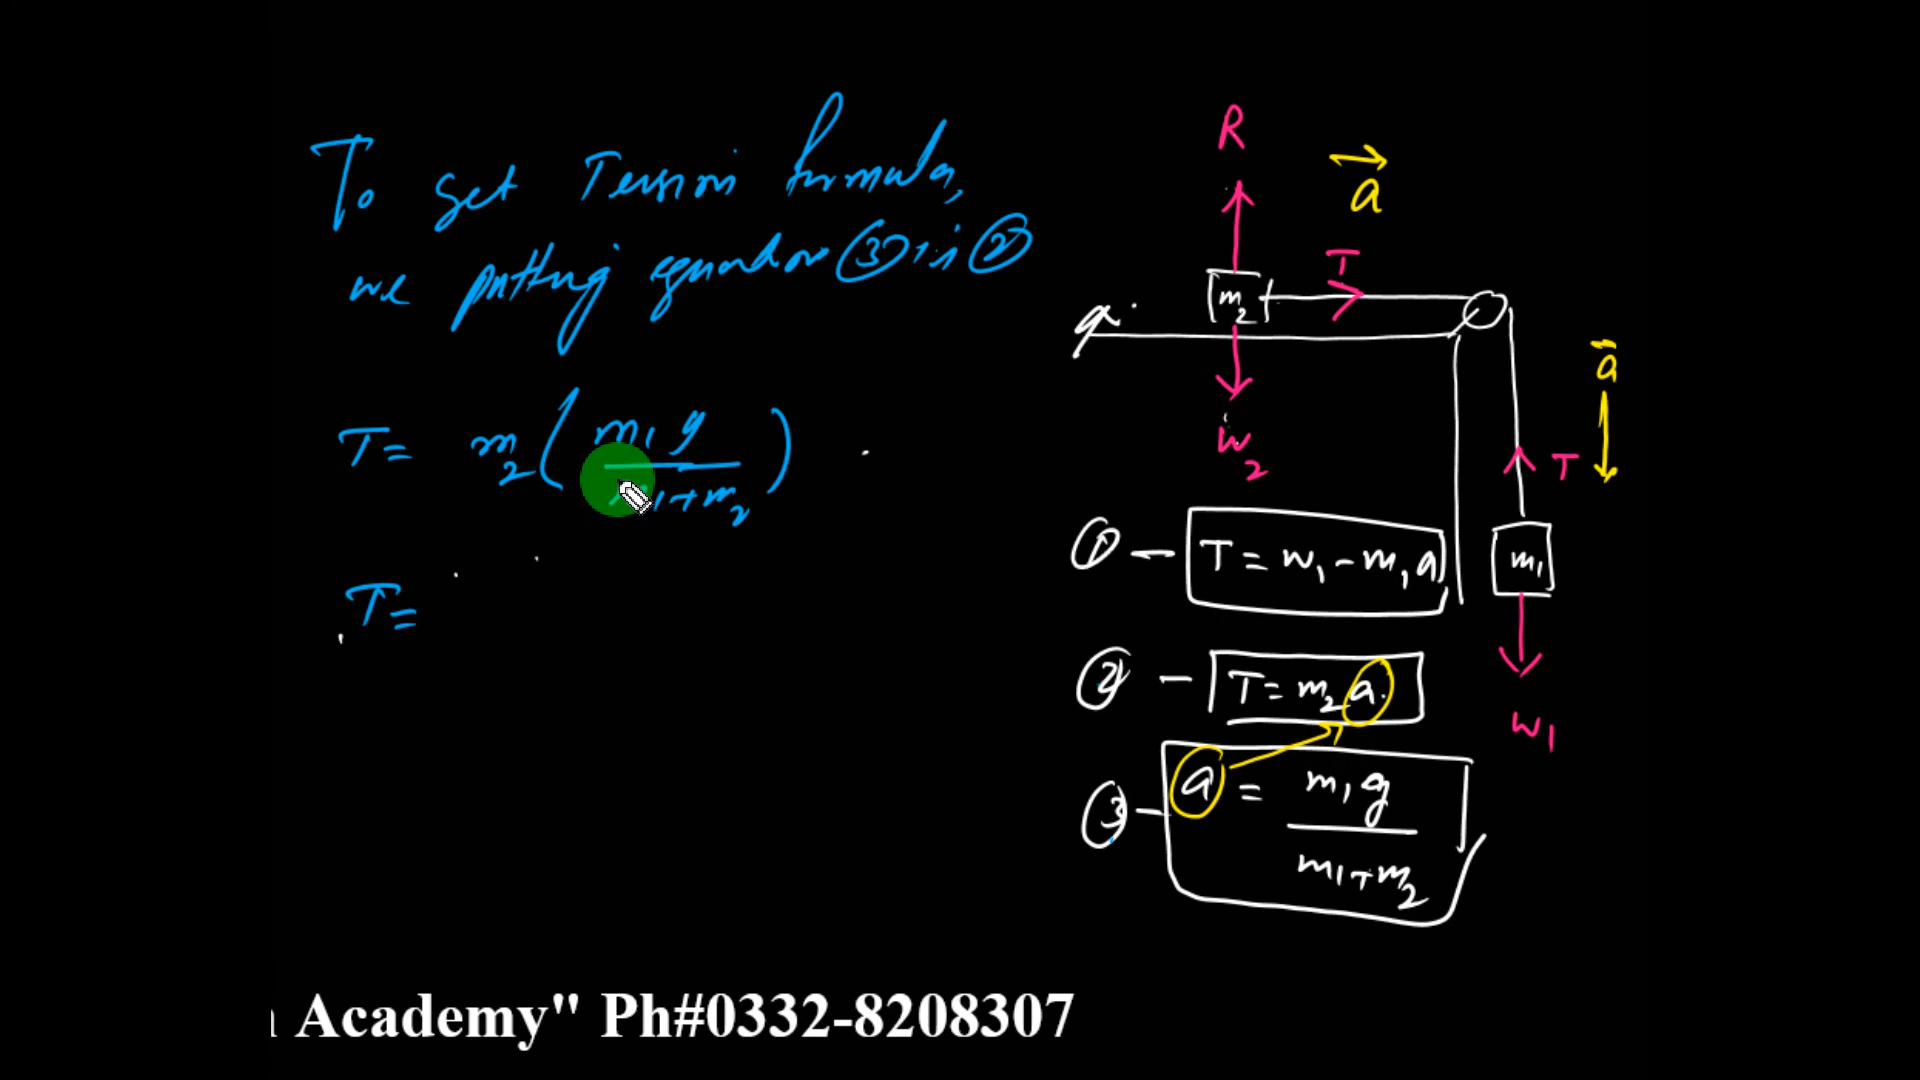 To get Tension formula,
we putting equation ③ in ②
T = m₂ ( m₁g / m₁+m₂ )
T =
R
a
T
m₂
a
W₂
T
m₁
① - T = w₁ - m₁a
② - T = m₂a
W₁
③ - a = m₁g / m₁+m₂
Academy" Ph#0332-8208307